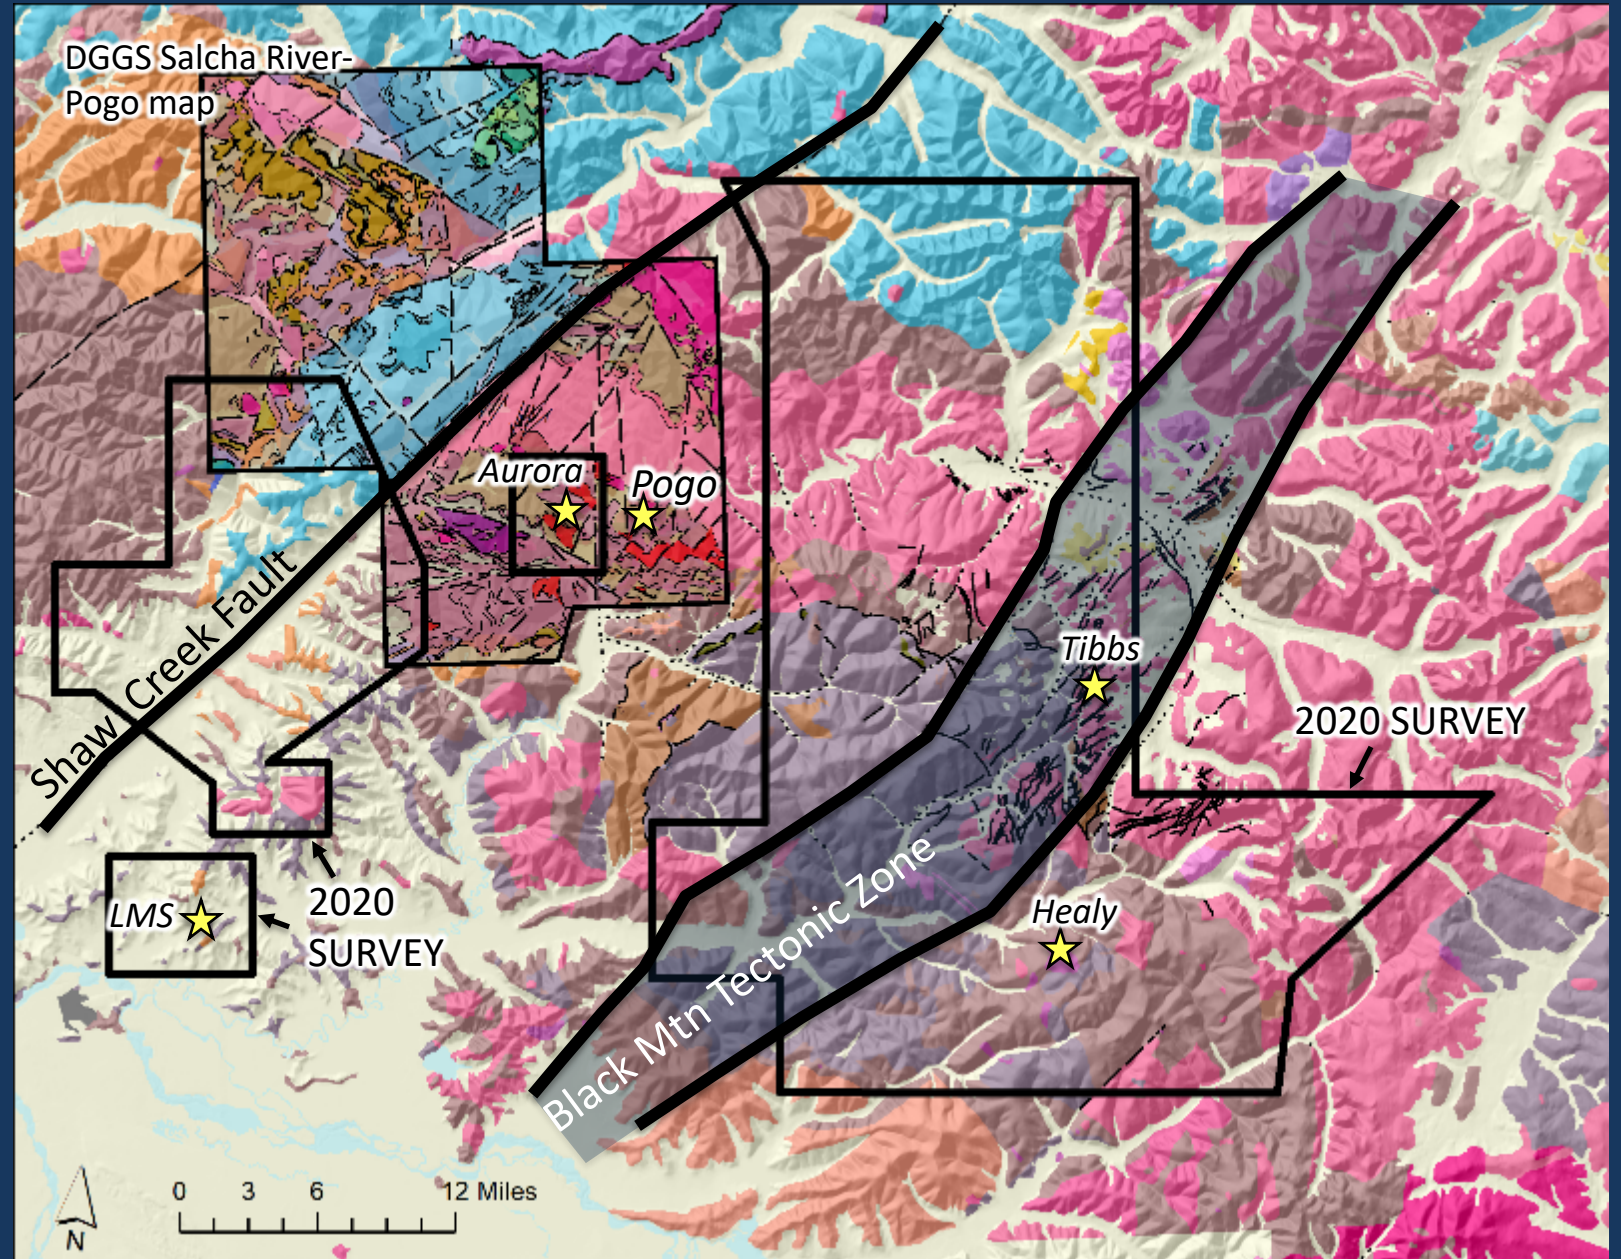 DGGS Salcha River-
Pogo map
Aurora
Pogo
Shaw Creek Fault
Tibbs
2020 SURVEY
Black Mtn Tectonic Zone
LMS
2020
SURVEY
Healy
0 3 6 12 Miles
N